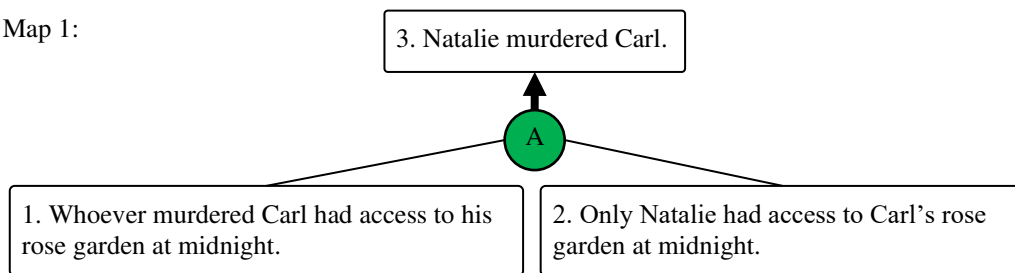 Map 1:
3. Natalie murdered Carl.
A
1. Whoever murdered Carl had access to his
rose garden at midnight.
2. Only Natalie had access to Carl’s rose
garden at midnight.